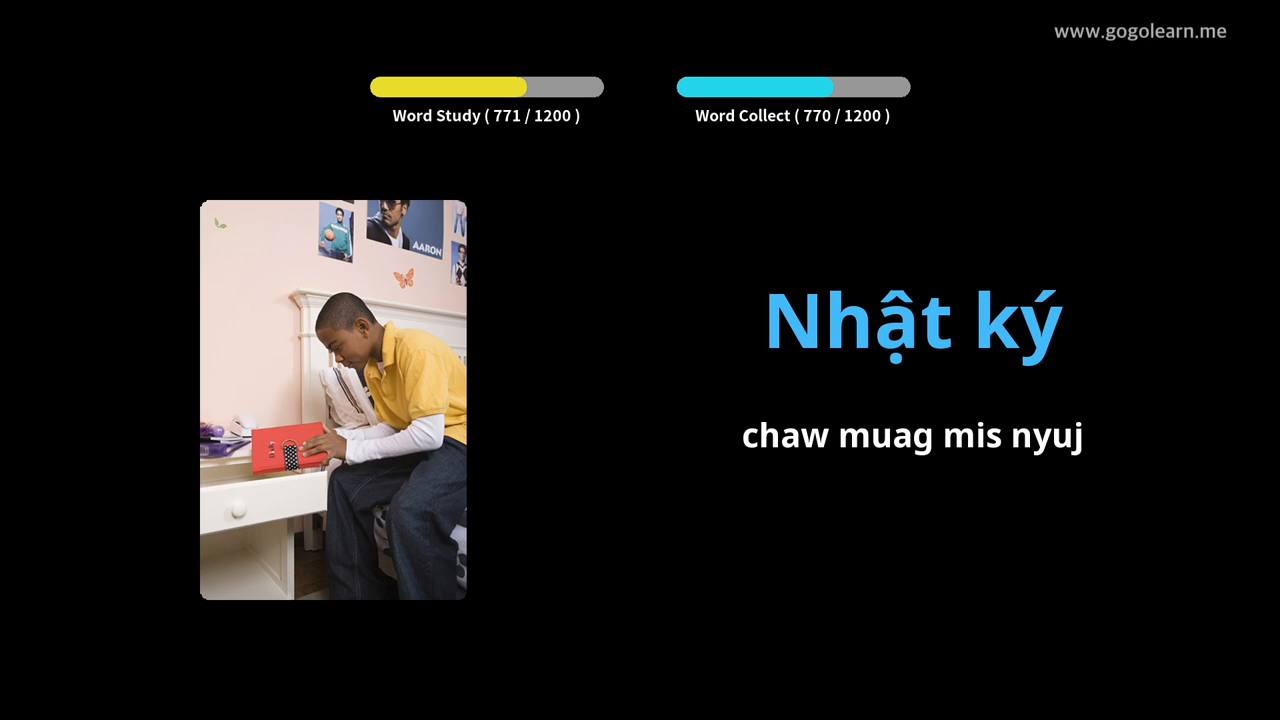 www.gogolearn.me
Word Study ( 771 / 1200 )
Word Collect ( 770 / 1200 )
AARON
Nhật ký
chaw muag mis nyuj